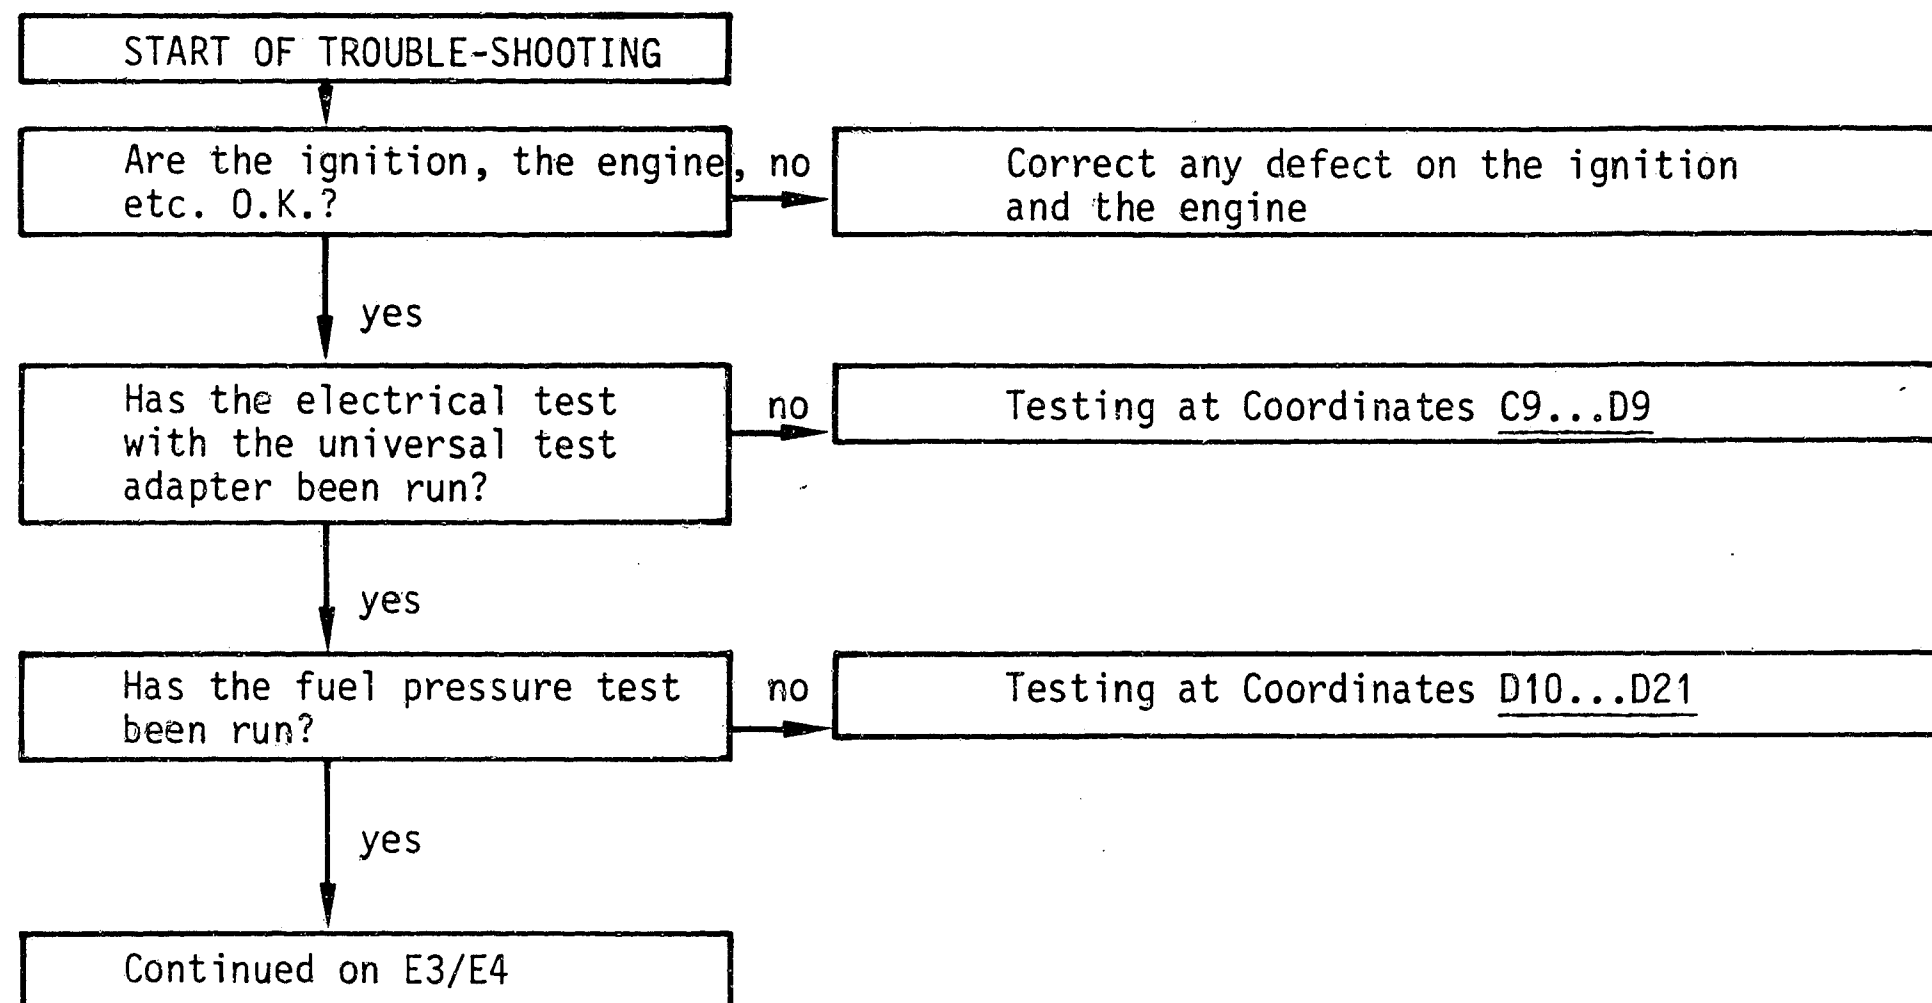 START OF TROUBLE-SHOOTING
Are the ignition, the engine, no
etc. O.K.?
Correct any defect on the ignition
and the engine
yes
Has the electrical test
with the universal test
adapter been run?
no
Testing at Coordinates C9...D9
yes
Has the fuel pressure test
been run?
no
Testing at Coordinates D10...D21
yes
Continued on E3/E4